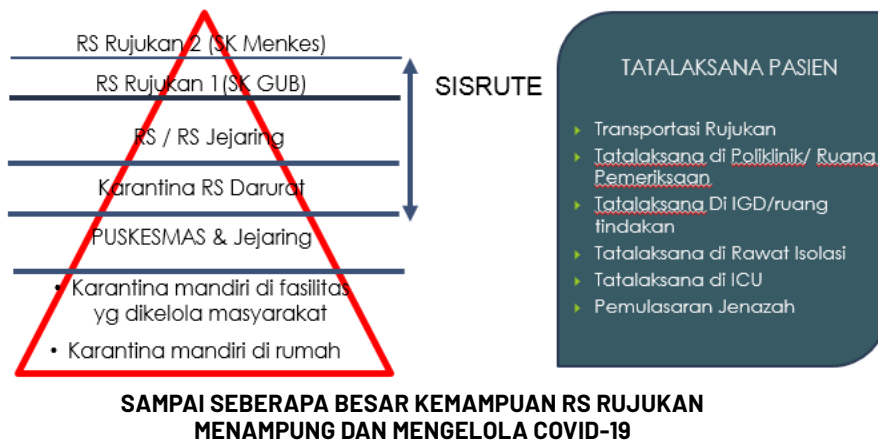 RS Rujukan 2 (SK Menkes)
RS Rujukan 1(SK GUB)
RS / RS Jejaring
Karantina RS Darurat
PUSKESMAS & Jejaring
• Karantina mandiri di fasilitas
yg dikelola masyarakat
• Karantina mandiri di rumah
SISRUTE
TATALAKSANA PASIEN
Transportasi Rujukan
Tatalaksana di Poliklinik/ Ruang
Pemeriksaan
Tatalaksana Di IGD/ruang
tindakan
Tatalaksana di Rawat Isolasi
Tatalaksana di ICU
Pemulasaran Jenazah
SAMPAI SEBERAPA BESAR KEMAMPUAN RS RUJUKAN
MENAMPUNG DAN MENGELOLA COVID-19